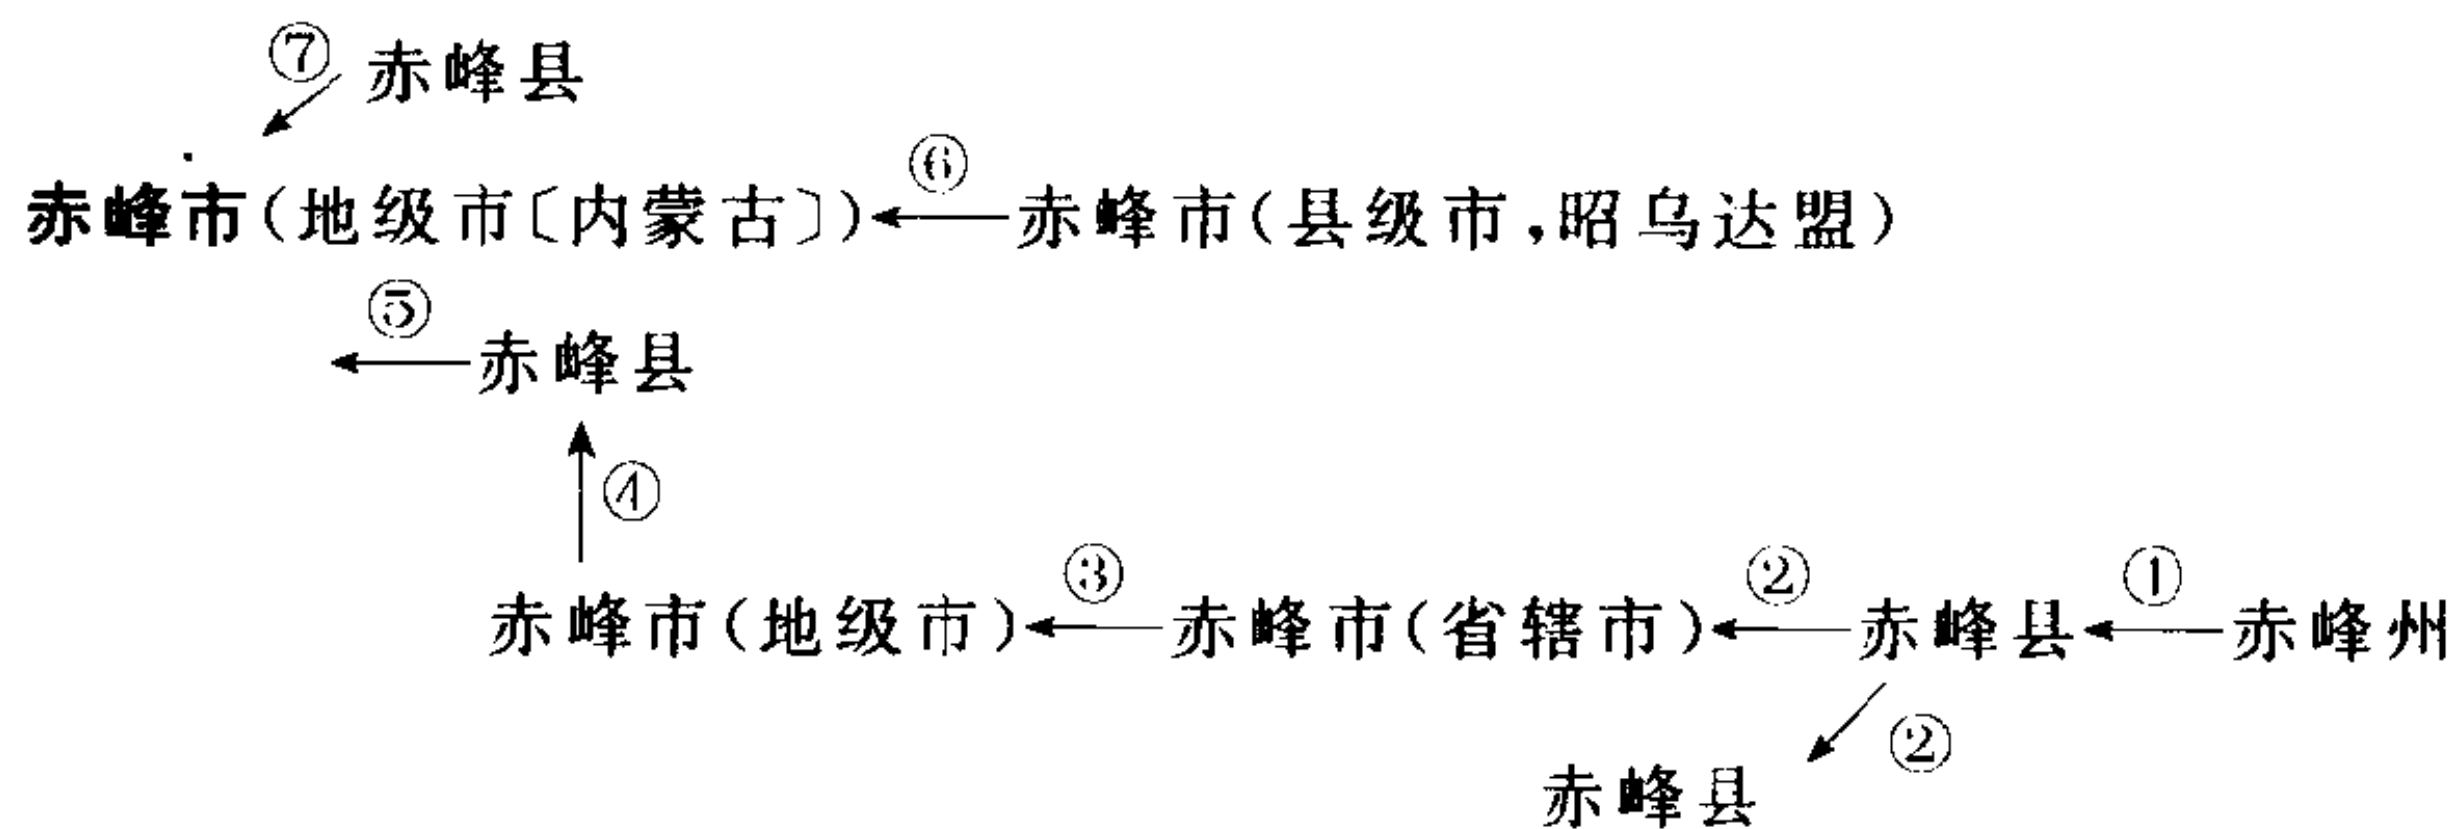 ⑦ 赤峰县
赤峰市(地级市〔内蒙古〕) ⑥ 赤峰市(县级市,昭乌达盟)
⑤ 赤峰县
④
赤峰市(地级市) ③ 赤峰市(省辖市) ② 赤峰县 ① 赤峰州
②
赤峰县